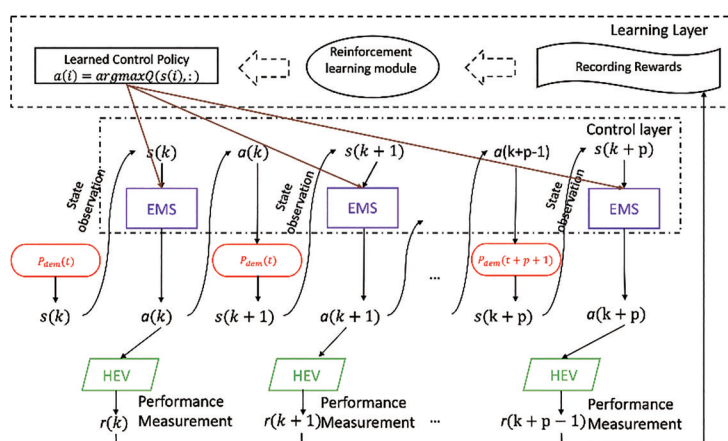 Learning Layer
Learned Control Policy
a(i) = argmaxQ(s(i),:)
Reinforcement
learning module
Recording Rewards
Control layer
s(k)
a(k)
s(k + 1)
a(k+p-1)
s(k + p)
State
observation
State
observation
State
observation
EMS
EMS
EMS
P_dem(t)
P_dem(t)
P_dem(τ + p + 1)
...
s(k)
a(k)
s(k + 1)
a(k + 1)
s(k + p)
a(k + p)
HEV
HEV
HEV
r(k)
Performance
Measurement
r(k + 1)
Performance
Measurement
...
r(k + p − 1)
Performance
Measurement